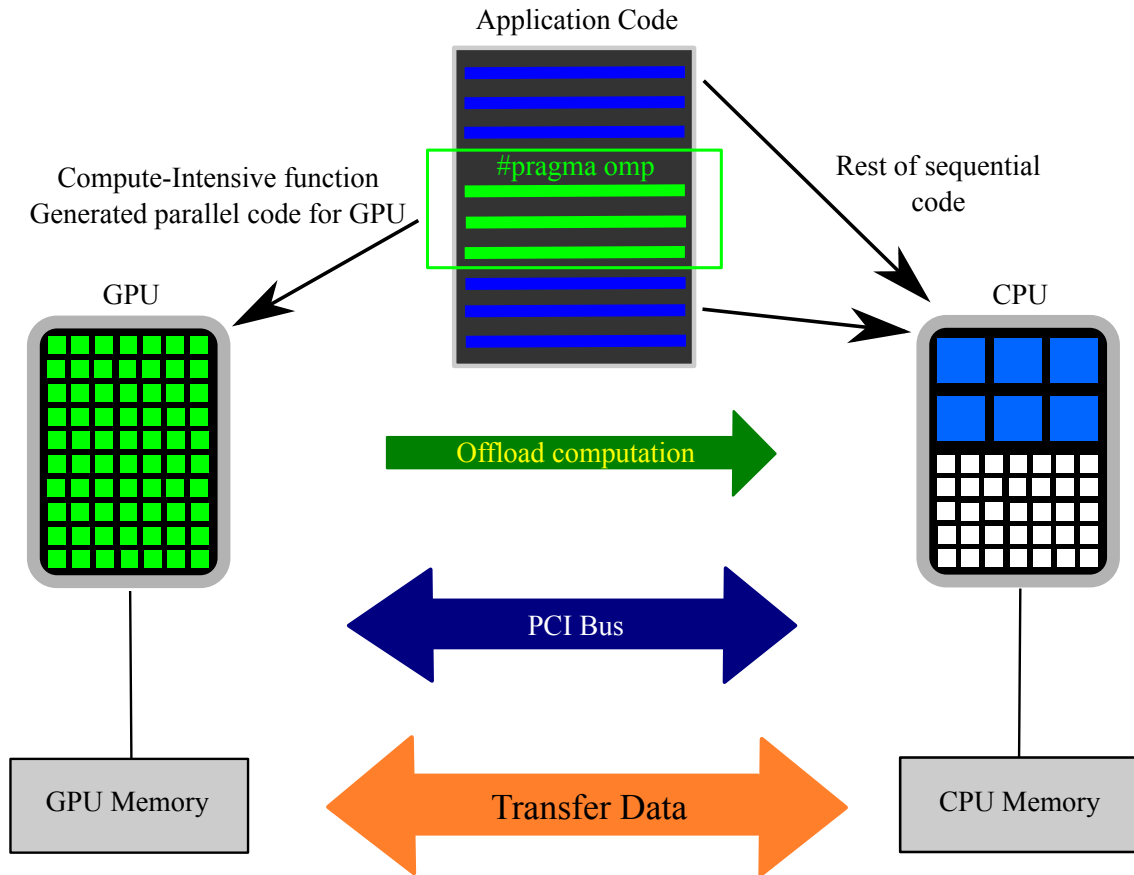 Application Code
#pragma omp
Compute-Intensive function
Generated parallel code for GPU
Rest of sequential
code
GPU
CPU
Offload computation
PCI Bus
GPU Memory
Transfer Data
CPU Memory